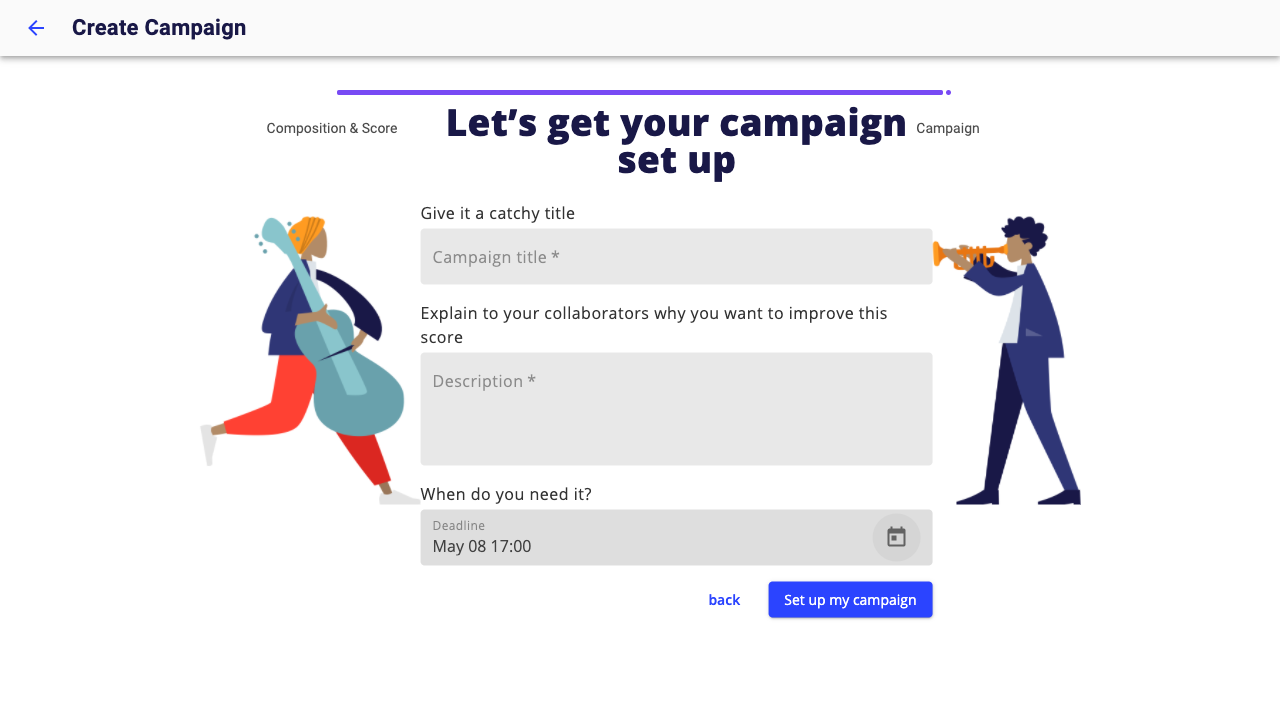 Create Campaign
Composition & Score
Let’s get your campaign
set up
Campaign
Give it a catchy title
Campaign title *
Explain to your collaborators why you want to improve this
score
Description *
When do you need it?
Deadline
May 08 17:00
back
Set up my campaign